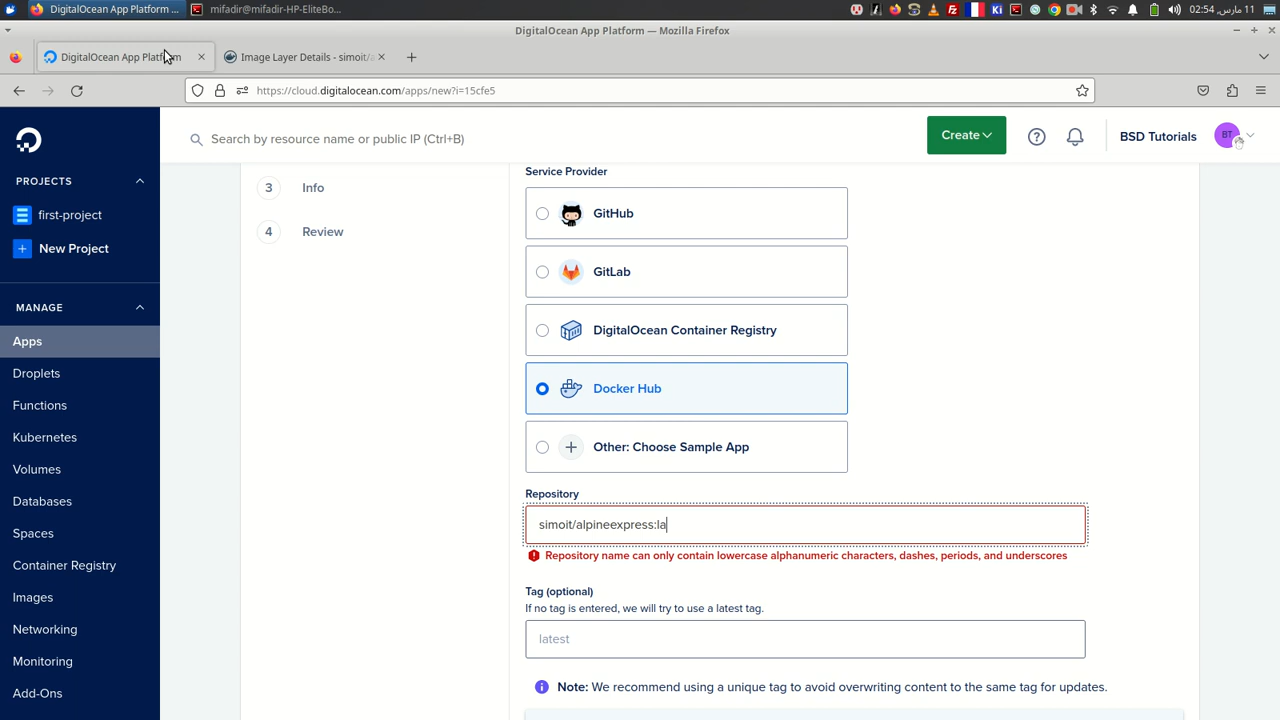 DigitalOcean App Platform ...
mifadir@mifadir-HP-EliteBo...
11 مارس, 02:54
DigitalOcean App Platform — Mozilla Firefox
DigitalOcean App Platform
Image Layer Details - simoit/a
https://cloud.digitalocean.com/apps/new?i=15cfe5
Search by resource name or public IP (Ctrl+B)
Create
BSD Tutorials
BT
PROJECTS
first-project
New Project
MANAGE
Apps
Droplets
Functions
Kubernetes
Volumes
Databases
Spaces
Container Registry
Images
Networking
Monitoring
Add-Ons
3 Info
4 Review
Service Provider
GitHub
GitLab
DigitalOcean Container Registry
Docker Hub
Other: Choose Sample App
Repository
simoit/alpineexpress:la
Repository name can only contain lowercase alphanumeric characters, dashes, periods, and underscores
Tag (optional)
If no tag is entered, we will try to use a latest tag.
latest
Note: We recommend using a unique tag to avoid overwriting content to the same tag for updates.